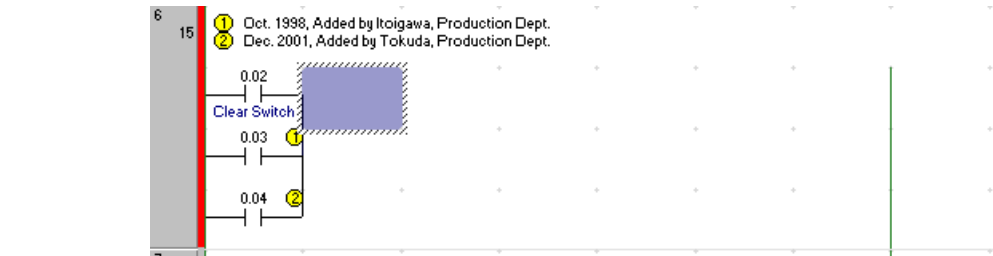 6
15
1 Oct. 1998, Added by Itoigawa, Production Dept.
2 Dec. 2001, Added by Tokuda, Production Dept.
0.02
Clear Switch
0.03 1
0.04 2